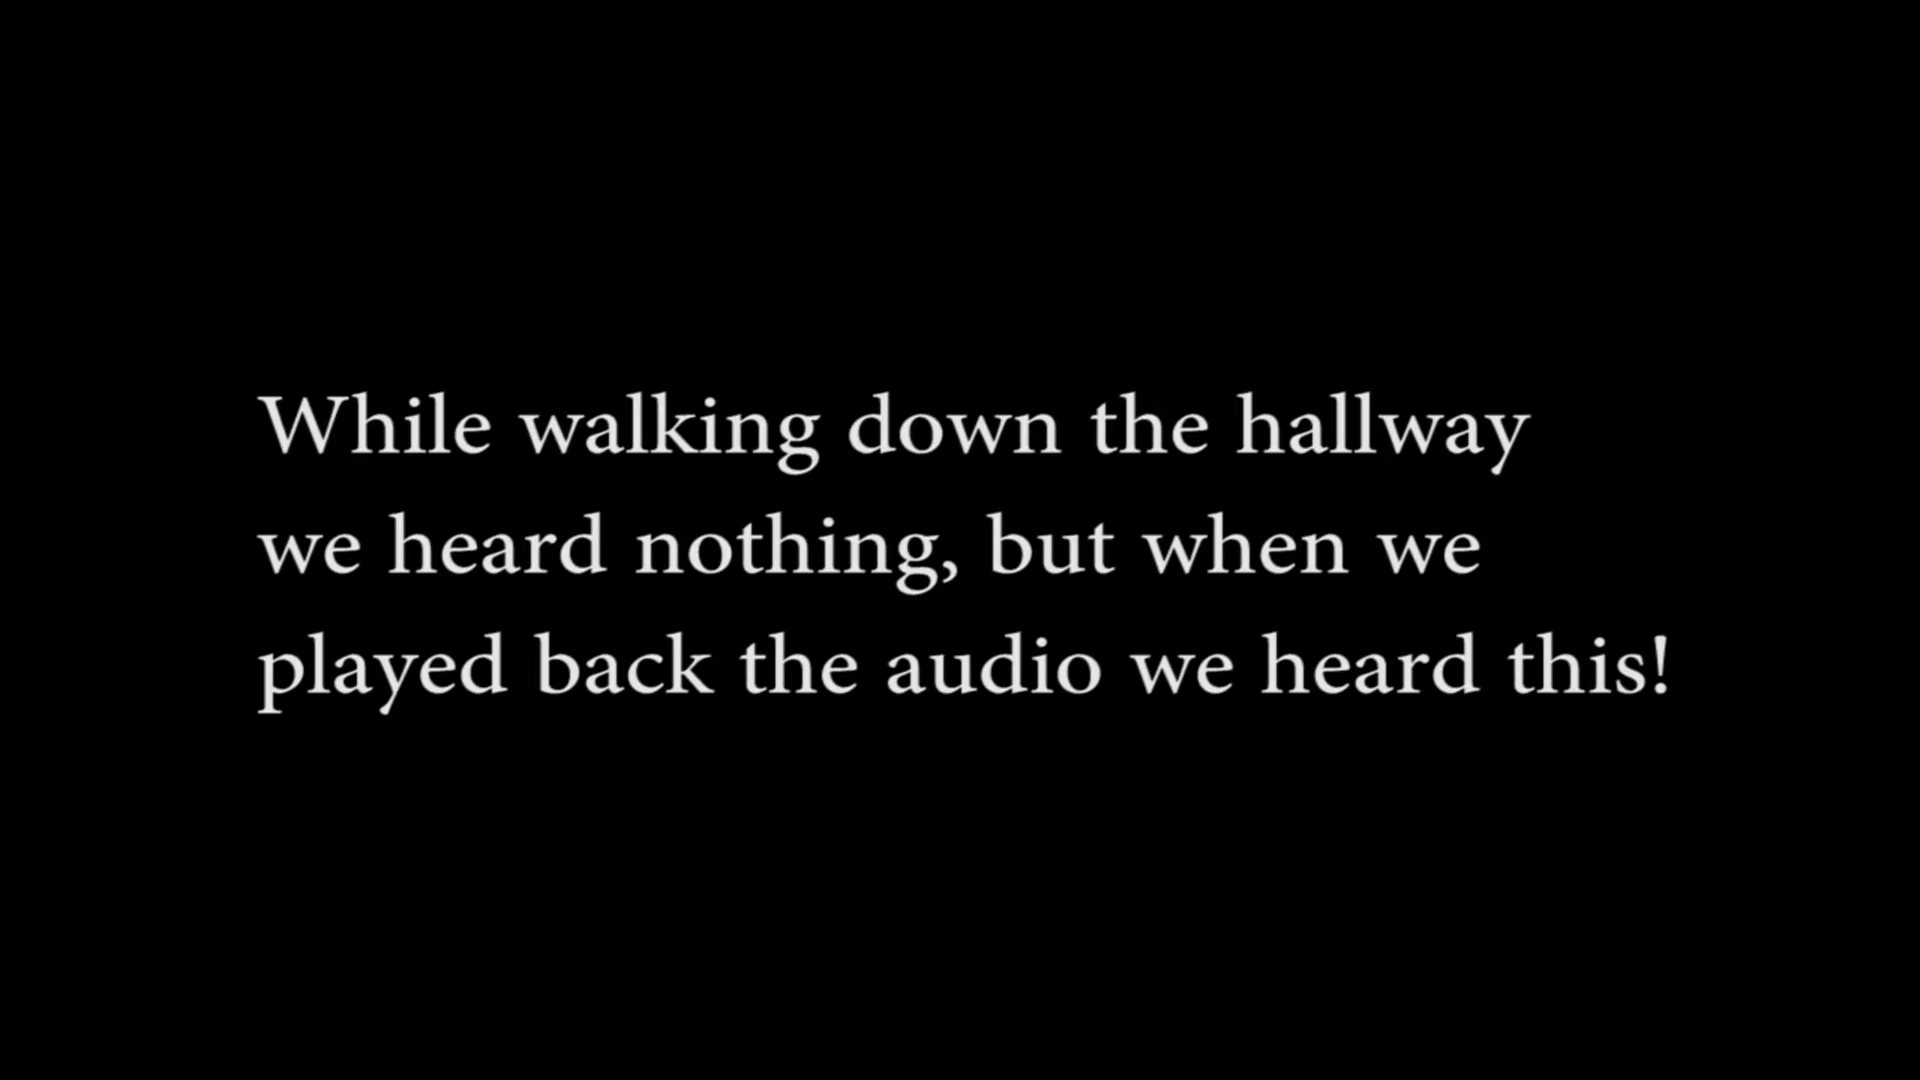 While walking down the hallway
we heard nothing, but when we
played back the audio we heard this!